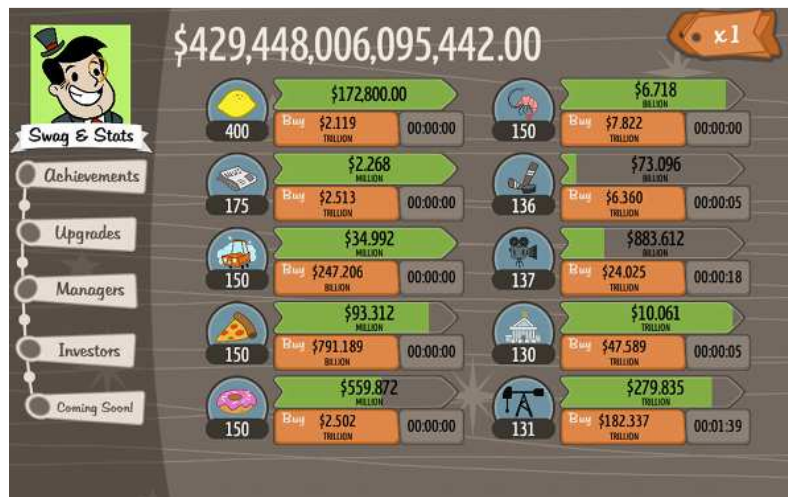 $429,448,006,095,442.00
x1
Swag & Stats
Achievements
Upgrades
Managers
Investors
Coming Soon!
$172,800.00
400
Buy $2.119
TRILLION
00:00:00
$2.268
MILLION
175
Buy $2.513
TRILLION
00:00:00
$34.992
MILLION
150
Buy $247.206
BILLION
00:00:00
$93.312
MILLION
150
Buy $791.189
BILLION
00:00:00
$559.872
MILLION
150
Buy $2.502
TRILLION
00:00:00
$6.718
BILLION
150
Buy $7.822
TRILLION
00:00:00
$73.096
BILLION
136
Buy $6.360
TRILLION
00:00:05
$883.612
BILLION
137
Buy $24.025
TRILLION
00:00:18
$10.061
TRILLION
130
Buy $47.589
TRILLION
00:00:05
$279.835
TRILLION
131
Buy $182.337
TRILLION
00:01:39